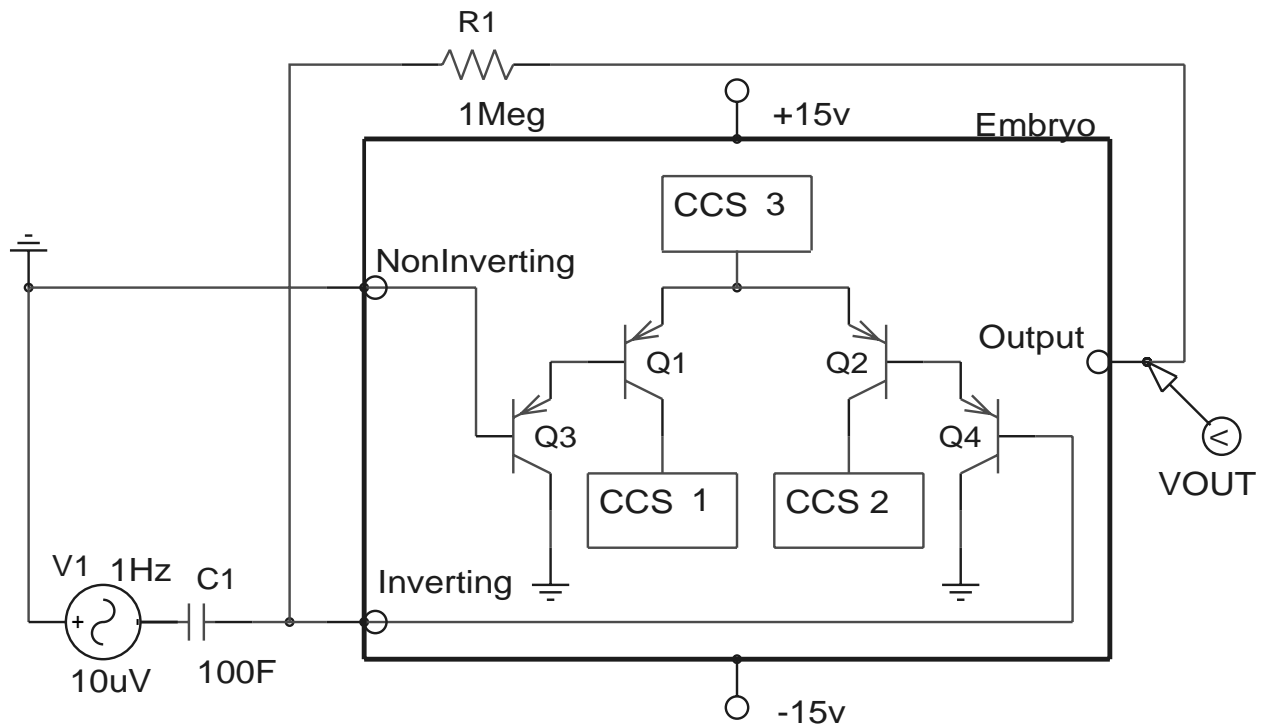 R1
1Meg
+15v
Embryo
CCS 3
NonInverting
Output
Q1
Q2
Q3
Q4
CCS 1
CCS 2
VOUT
V1
1Hz
C1
Inverting
+
10uV
100F
-15v